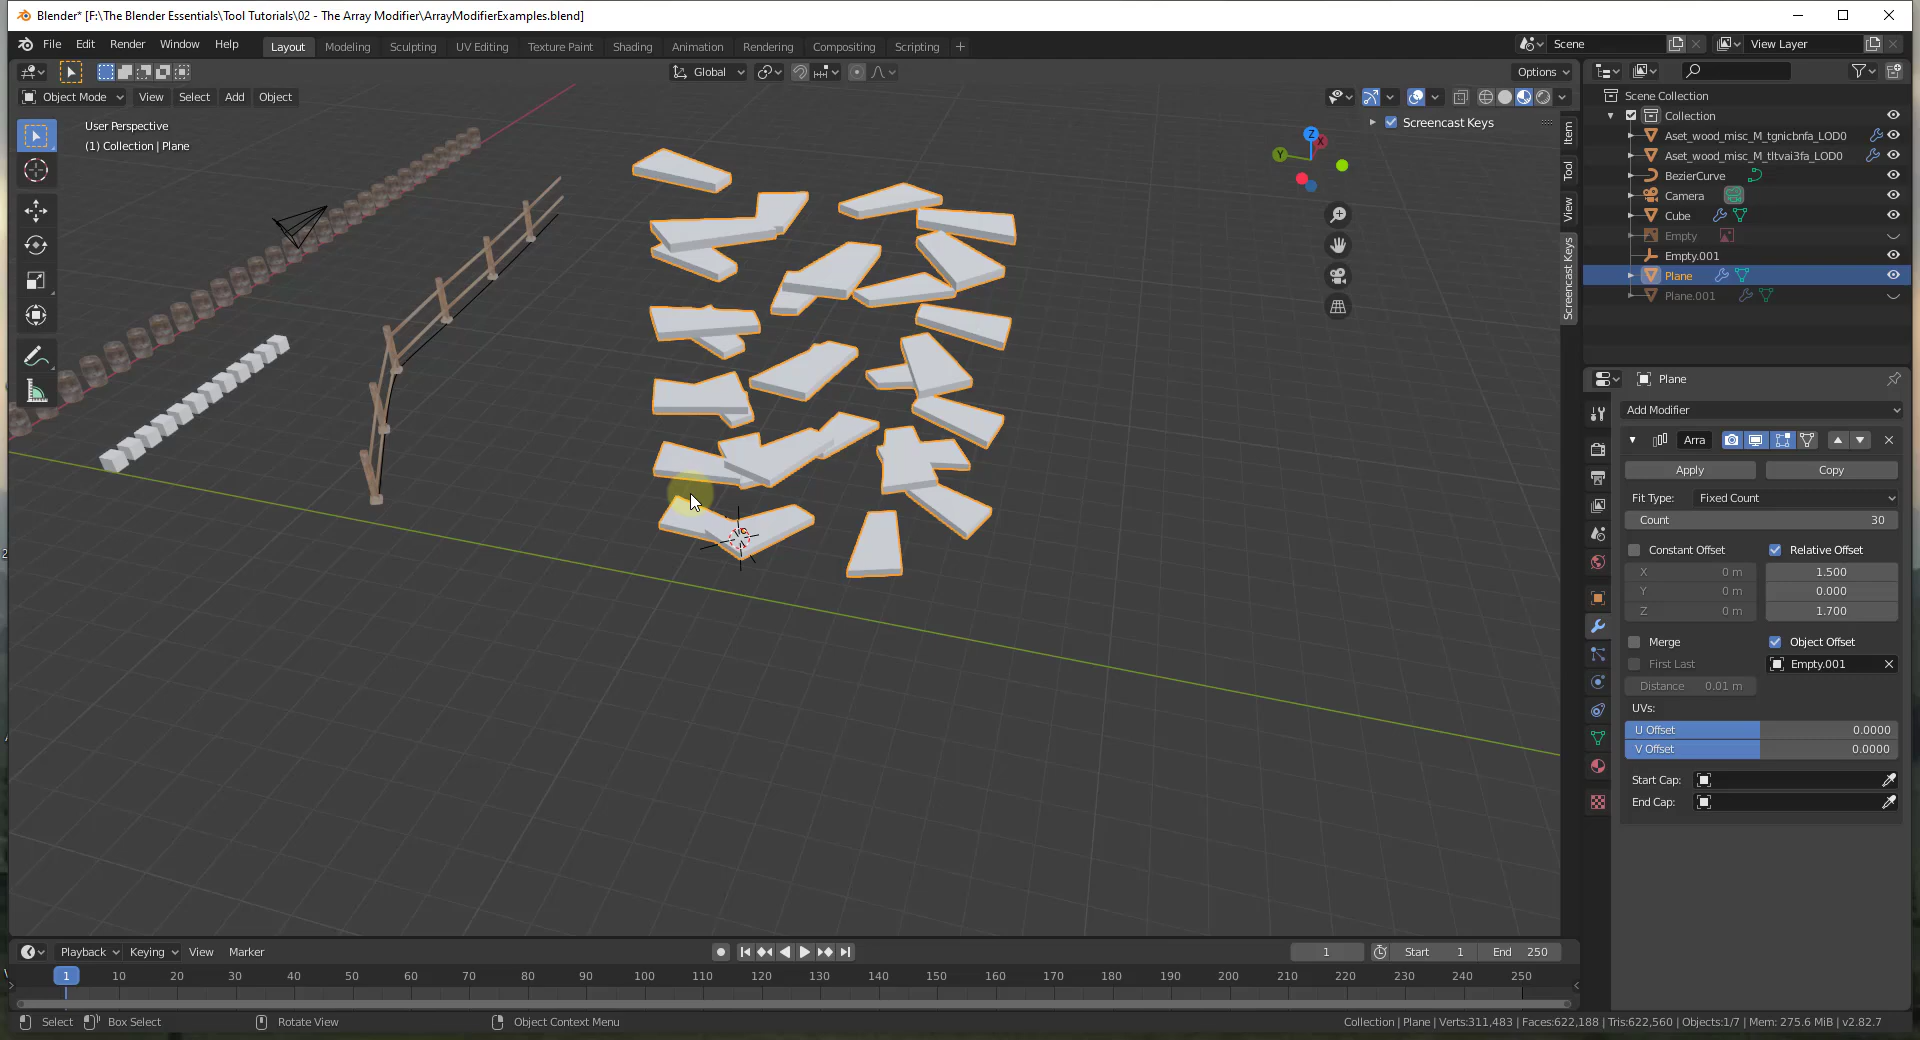 Blender* [F:\The Blender Essentials\Tool Tutorials\02 - The Array Modifier\ArrayModifierExamples.blend]
File Edit Render Window Help Layout Modeling Sculpting UV Editing Texture Paint Shading Animation Rendering Compositing Scripting + Scene View Layer
Global Options
Object Mode View Select Add Object
User Perspective
(1) Collection | Plane
Screencast Keys
Z
X
Y
Item
Tool
View
Screencast Keys
Scene Collection
Collection
Aset_wood_misc_M_tgnicbnfa_LOD0
Aset_wood_misc_M_tltvai3fa_LOD0
BezierCurve
Camera
Cube
Empty
Empty.001
Plane
Plane.001
Plane
Add Modifier
Arra
Apply Copy
Fit Type: Fixed Count
Count 30
Constant Offset Relative Offset
X 0 m 1.500
Y 0 m 0.000
Z 0 m 1.700
Merge Object Offset
First Last Empty.001
Distance 0.01 m
UVs:
U Offset 0.0000
V Offset 0.0000
Start Cap:
End Cap:
Playback Keying View Marker 1 Start 1 End 250
1 10 20 30 40 50 60 70 80 90 100 110 120 130 140 150 160 170 180 190 200 210 220 230 240 250
Select Box Select Rotate View Object Context Menu Collection | Plane | Verts:311,483 | Faces:622,188 | Tris:622,560 | Objects:1/7 | Mem: 275.6 MiB | v2.82.7